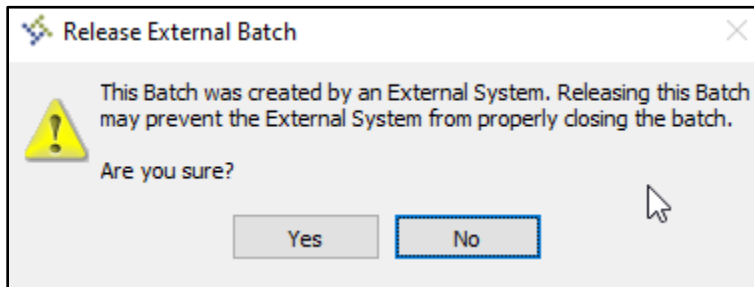 Release External Batch
This Batch was created by an External System. Releasing this Batch
may prevent the External System from properly closing the batch.
Are you sure?
Yes No